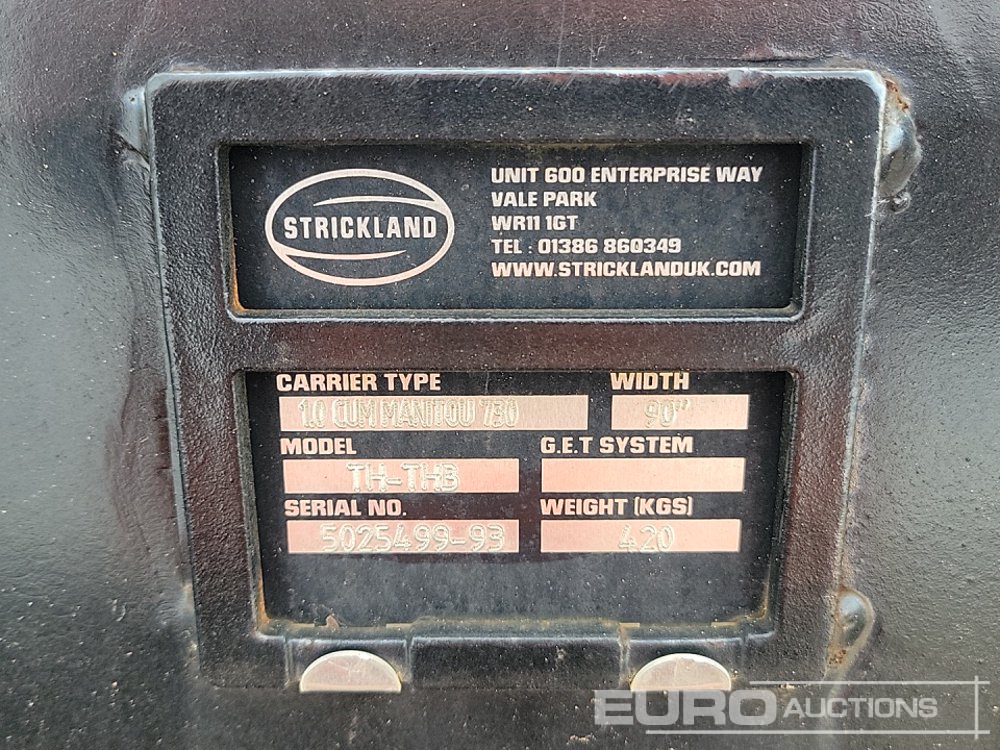 STRICKLAND
UNIT 600 ENTERPRISE WAY
VALE PARK
WR11 1GT
TEL : 01386 860349
WWW.STRICKLANDUK.COM
CARRIER TYPE
1.0 CUM MANITOU 730
WIDTH
90"
MODEL
TH-THB
G.E.T SYSTEM
SERIAL NO.
5025499-93
WEIGHT (KGS)
420
EURO AUCTIONS